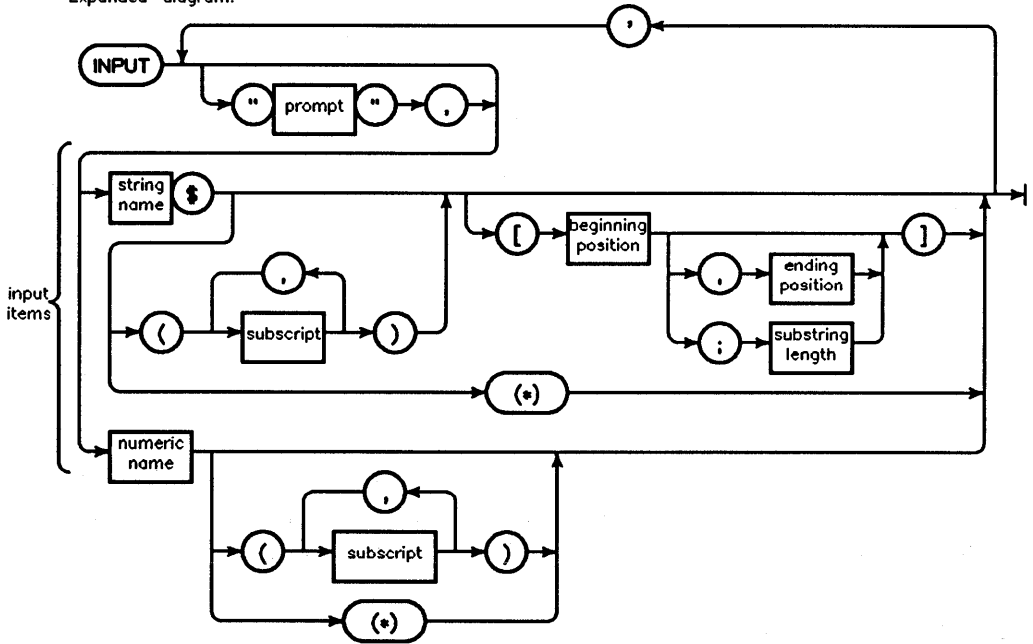 Expanded diagram:
,
INPUT
" prompt " ,
string name $
[ beginning position ]
, ending position
; substring length
,
( subscript )
input items
(*)
numeric name
,
( subscript )
(*)